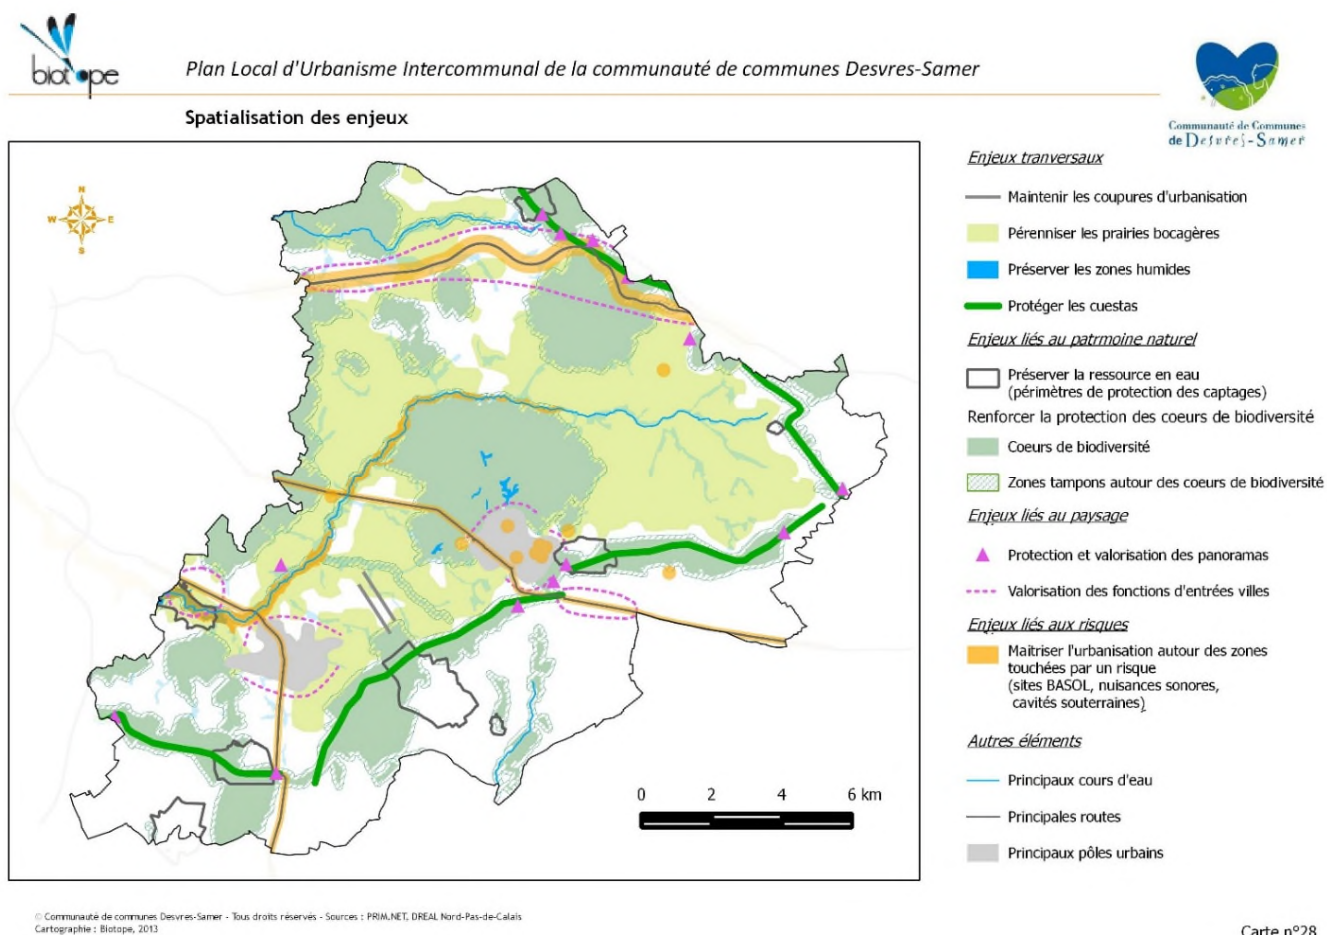 biotope
Plan Local d'Urbanisme Intercommunal de la communauté de communes Desvres-Samer
Spatialisation des enjeux
Communauté de Communes
de Desvres-Samer
N
W
E
S
0 2 4 6 km
Enjeux tranversaux
Maintenir les coupures d'urbanisation
Pérenniser les prairies bocagères
Préserver les zones humides
Protéger les cuestas
Enjeux liés au patrmoine naturel
Préserver la ressource en eau
(périmètres de protection des captages)
Renforcer la protection des coeurs de biodiversité
Coeurs de biodiversité
Zones tampons autour des coeurs de biodiversité
Enjeux liés au paysage
Protection et valorisation des panoramas
Valorisation des fonctions d'entrées villes
Enjeux liés aux risques
Maitriser l'urbanisation autour des zones
touchées par un risque
(sites BASOL, nuisances sonores,
cavités souterraines)
Autres éléments
Principaux cours d'eau
Principales routes
Principaux pôles urbains
© Communauté de communes Desvres-Samer - Tous droits réservés - Sources : PRIM.NET, DREAL Nord-Pas-de-Calais
Cartographie : Biotope, 2013
Carte n°28